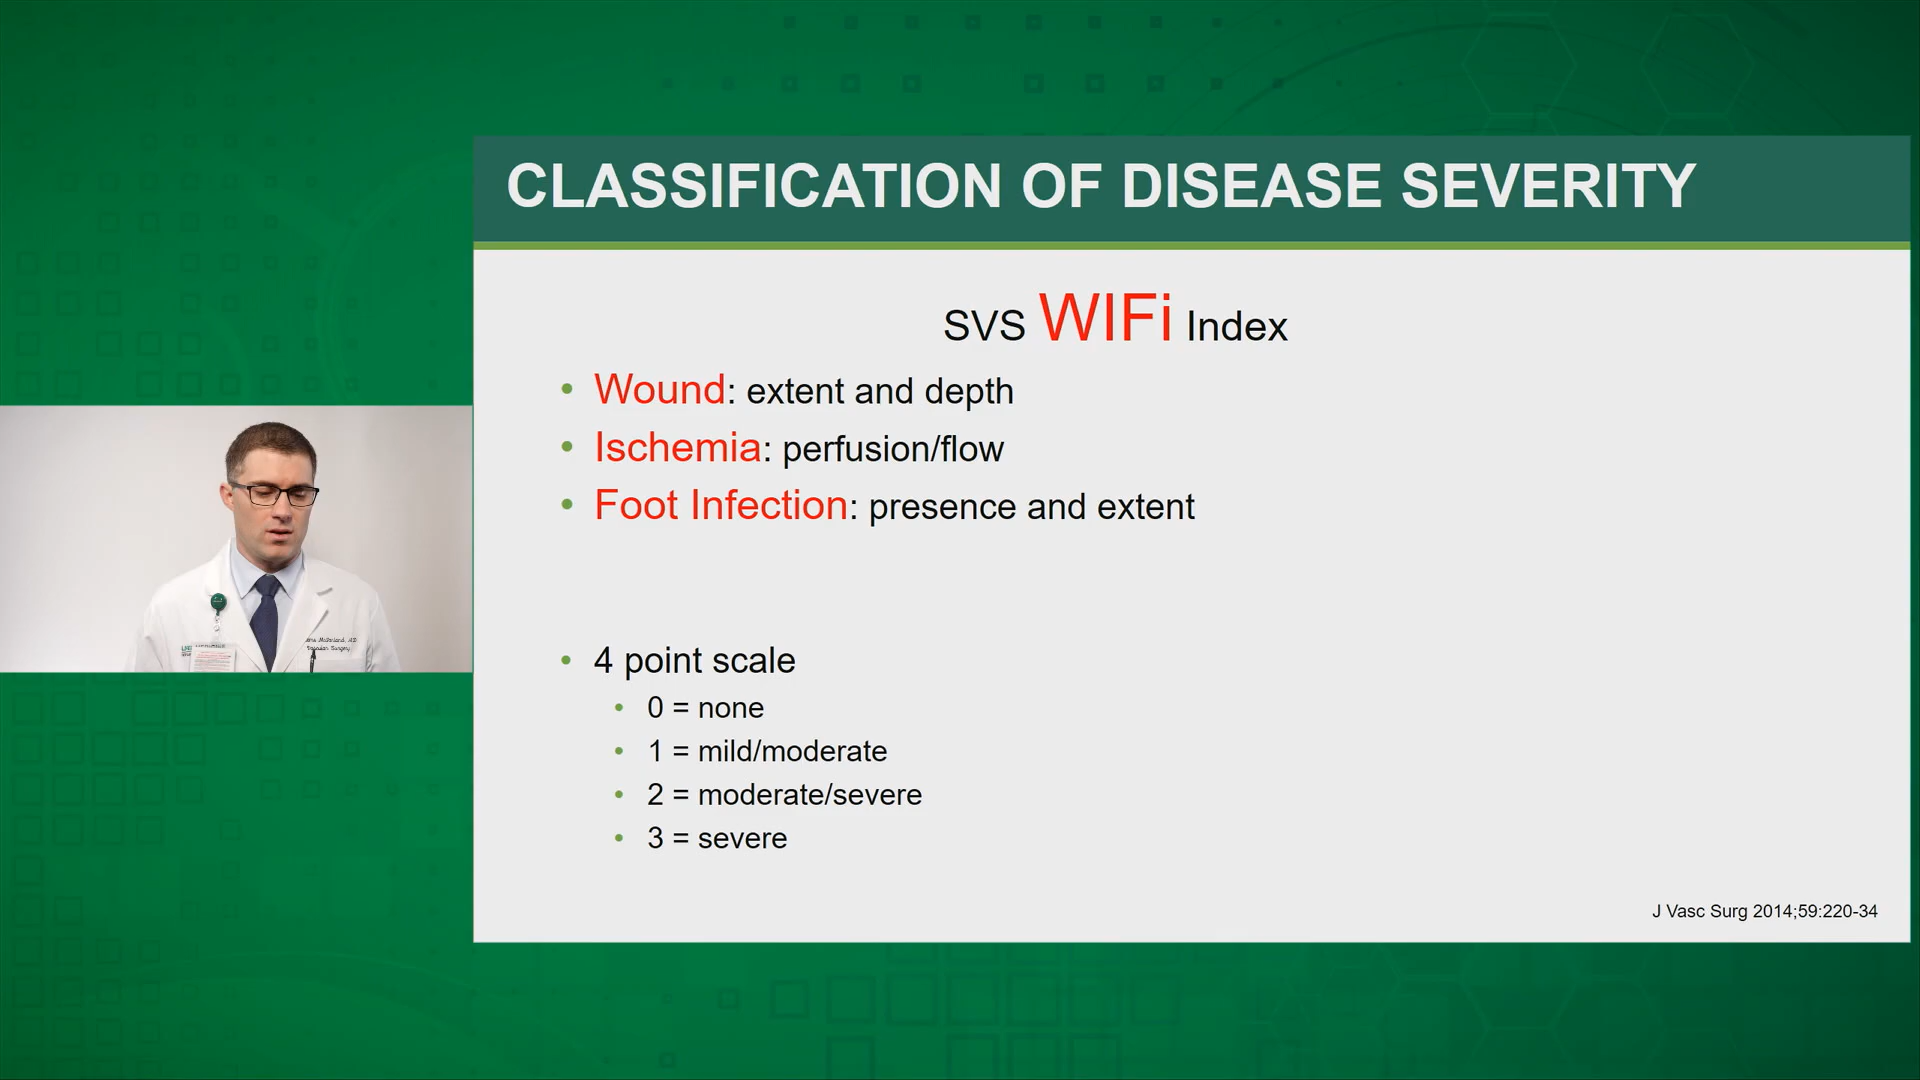 CLASSIFICATION OF DISEASE SEVERITY
SVS WIFi Index
• Wound: extent and depth
• Ischemia: perfusion/flow
• Foot Infection: presence and extent
• 4 point scale
• 0 = none
• 1 = mild/moderate
• 2 = moderate/severe
• 3 = severe
J Vasc Surg 2014;59:220-34
Vascular Surgery